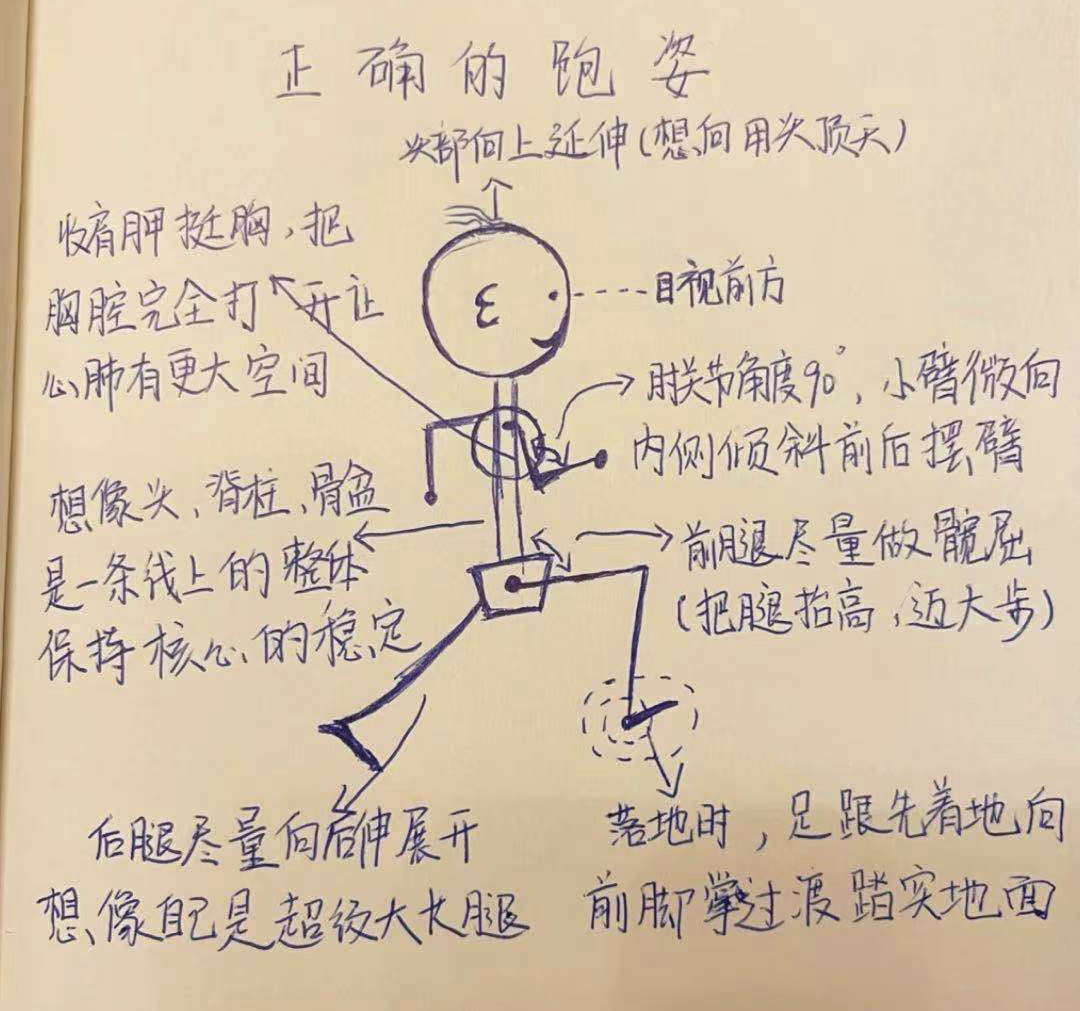 正确的跑姿
头部向上延伸(想向用头顶天)
收肩胛挺胸,把
胸腔完全打开让
心肺有更大空间
目视前方
肘关节角度90°,小臂微向
内侧倾斜前后摆臂
想像头、脊柱、骨盆
是一条线上的整体
保持核心的稳定
前腿尽量做髋屈
(把腿抬高,迈大步)
后腿尽量向后伸展开
想像自己是超级大长腿
落地时,足跟先着地向
前脚掌过渡踏实地面